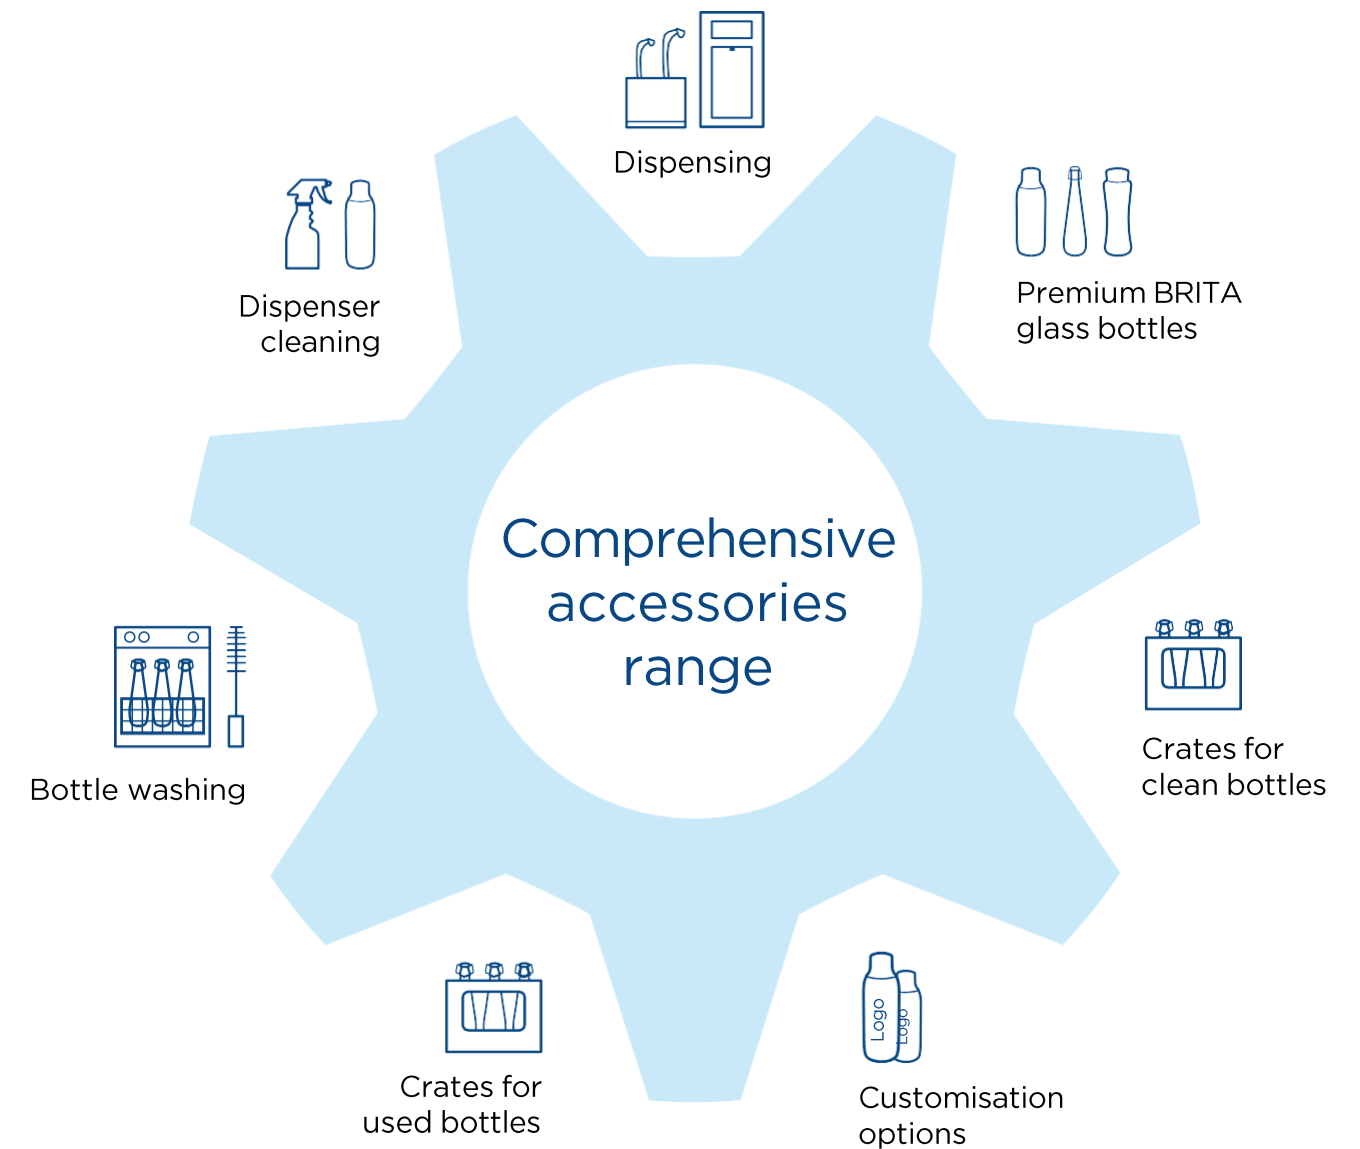 Dispensing
Premium BRITA
glass bottles
Dispenser
cleaning
Comprehensive
accessories
range
Crates for
clean bottles
Bottle washing
Logo
Logo
Customisation
options
Crates for
used bottles